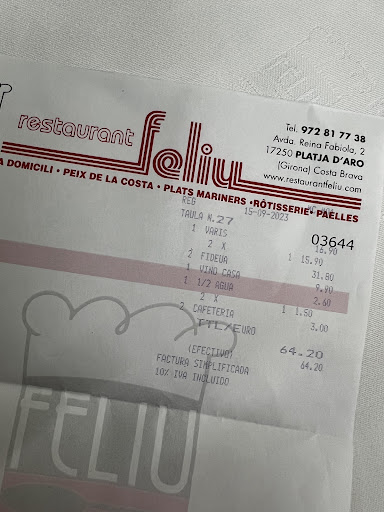 restaurant feliu
Tel. 972 81 77 38
Avda. Reina Fabiola, 2
17250 PLATJA D'ARO
(Girona) Costa Brava
www.restaurantfeliu.com
A DOMICILI • PEIX DE LA COSTA • PLATS MARINERS • RÔTISSERIE • PAELLES
REG 15-09-2023
TAULA N.27 03644
1 VARIS 16.90
2 X 1 15.90
2 FIDEUA 31.80
1 VINO CASA 9.90
1 1/2 AGUA 2.60
2 X 1 1.50
2 CAFETERIA 3.00
TTL/EURO 64.20
(EFECTIVO) 64.20
FACTURA SIMPLIFICADA
10% IVA INCLUIDO
FELIU